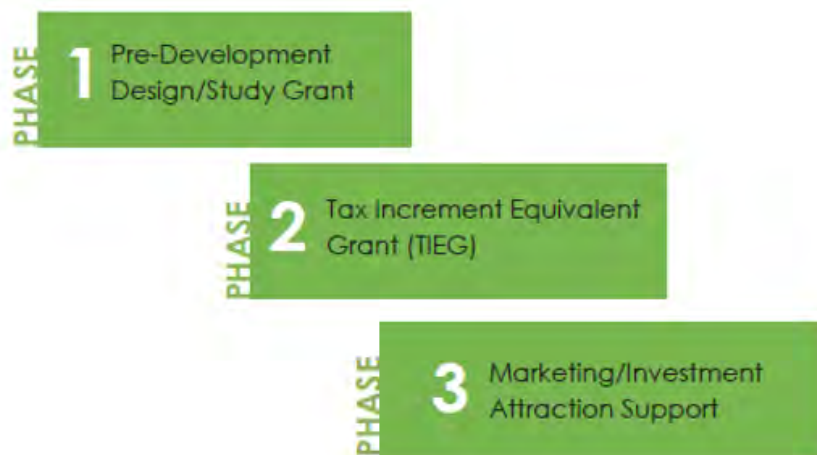 PHASE
1
Pre-Development
Design/Study Grant
PHASE
2
Tax Increment Equivalent
Grant (TIEG)
PHASE
3
Marketing/Investment
Attraction Support